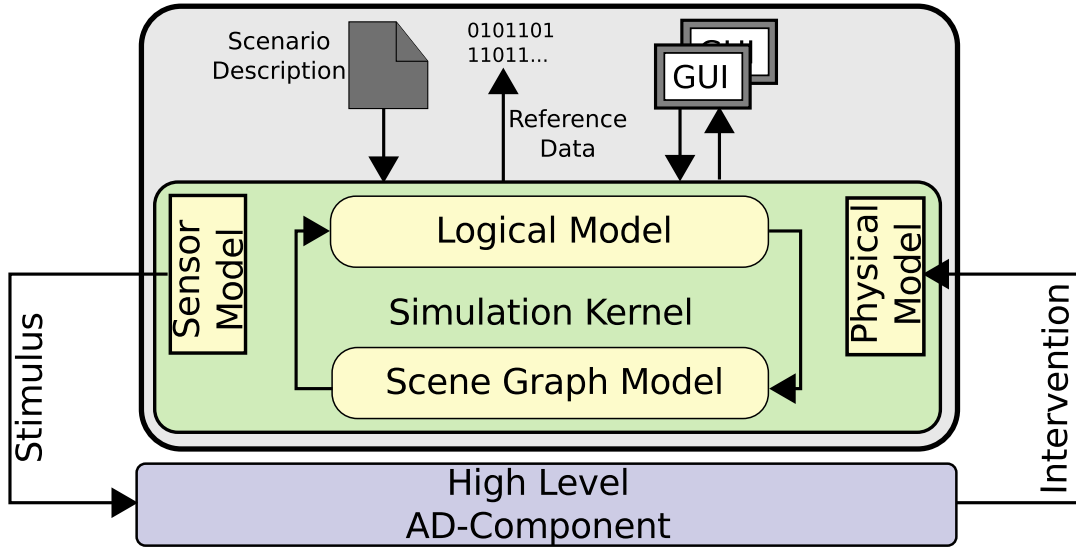 Scenario
Description
0101101
11011...
GUI
GUI
Reference
Data
Sensor
Model
Logical Model
Simulation Kernel
Scene Graph Model
Physical
Model
Stimulus
Intervention
High Level
AD-Component